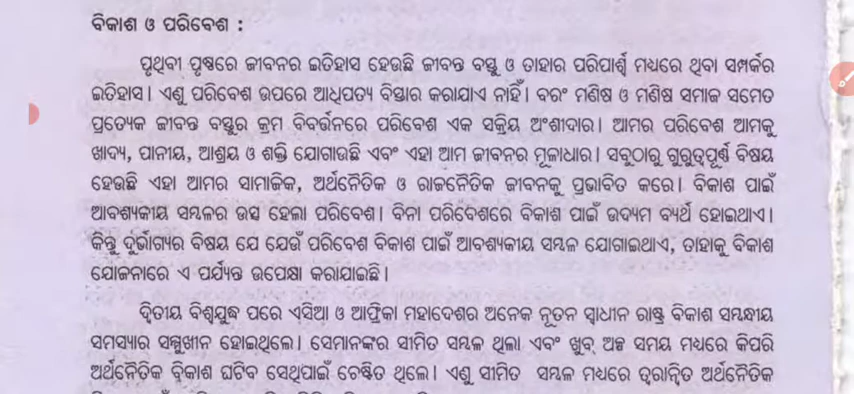 ବିକାଶ ଓ ପରିବେଶ :
ପୃଥିବୀ ପୃଷ୍ଠରେ ଜୀବନର ଇତିହାସ ହେଉଛି ଜୀବନ୍ତ ବସ୍ତୁ ଓ ତାହାର ପରିପାର୍ଶ୍ୱ ମଧ୍ୟରେ ଥିବା ସମ୍ପର୍କର
ଇତିହାସ। ଏଣୁ ପରିବେଶ ଉପରେ ଆଧିପତ୍ୟ ବିସ୍ତାର କରାଯାଏ ନାହିଁ। ବରଂ ମଣିଷ ଓ ମଣିଷ ସମାଜ ସମେତ
ପ୍ରତ୍ୟେକ ଜୀବନ୍ତ ବସ୍ତୁର କ୍ରମ ବିବର୍ତ୍ତନରେ ପରିବେଶ ଏକ ସକ୍ରିୟ ଅଂଶୀଦାର। ଆମର ପରିବେଶ ଆମକୁ
ଖାଦ୍ୟ, ପାନୀୟ, ଆଶ୍ରୟ ଓ ଶକ୍ତି ଯୋଗାଉଛି ଏବଂ ଏହା ଆମ ଜୀବନର ମୂଳାଧାର। ସବୁଠାରୁ ଗୁରୁତ୍ୱପୂର୍ଣ୍ଣ ବିଷୟ
ହେଉଛି ଏହା ଆମର ସାମାଜିକ, ଅର୍ଥନୈତିକ ଓ ରାଜନୈତିକ ଜୀବନକୁ ପ୍ରଭାବିତ କରେ। ବିକାଶ ପାଇଁ
ଆବଶ୍ୟକୀୟ ସମ୍ବଳର ଉତ୍ସ ହେଲା ପରିବେଶ। ବିନା ପରିବେଶରେ ବିକାଶ ପାଇଁ ଉଦ୍ୟମ ବ୍ୟର୍ଥ ହୋଇଥାଏ।
କିନ୍ତୁ ଦୁର୍ଭାଗ୍ୟର ବିଷୟ ଯେ ଯେଉଁ ପରିବେଶ ବିକାଶ ପାଇଁ ଆବଶ୍ୟକୀୟ ସମ୍ବଳ ଯୋଗାଇଥାଏ, ତାହାକୁ ବିକାଶ
ଯୋଜନାରେ ଏ ପର୍ଯ୍ୟନ୍ତ ଉପେକ୍ଷା କରାଯାଇଛି।
ଦ୍ୱିତୀୟ ବିଶ୍ୱଯୁଦ୍ଧ ପରେ ଏସିଆ ଓ ଆଫ୍ରିକା ମହାଦେଶର ଅନେକ ନୂତନ ସ୍ୱାଧୀନ ରାଷ୍ଟ୍ର ବିକାଶ ସମ୍ବନ୍ଧୀୟ
ସମସ୍ୟାର ସମ୍ମୁଖୀନ ହୋଇଥିଲେ। ସେମାନଙ୍କର ସୀମିତ ସମ୍ବଳ ଥିଲା ଏବଂ ଖୁବ୍ ଅଳ୍ପ ସମୟ ମଧ୍ୟରେ କିପରି
ଅର୍ଥନୈତିକ ବିକାଶ ଘଟିବ ସେଥିପାଇଁ ଚେଷ୍ଟିତ ଥିଲେ। ଏଣୁ ସୀମିତ ସମ୍ବଳ ମଧ୍ୟରେ ତ୍ୱରାନ୍ୱିତ ଅର୍ଥନୈତିକ